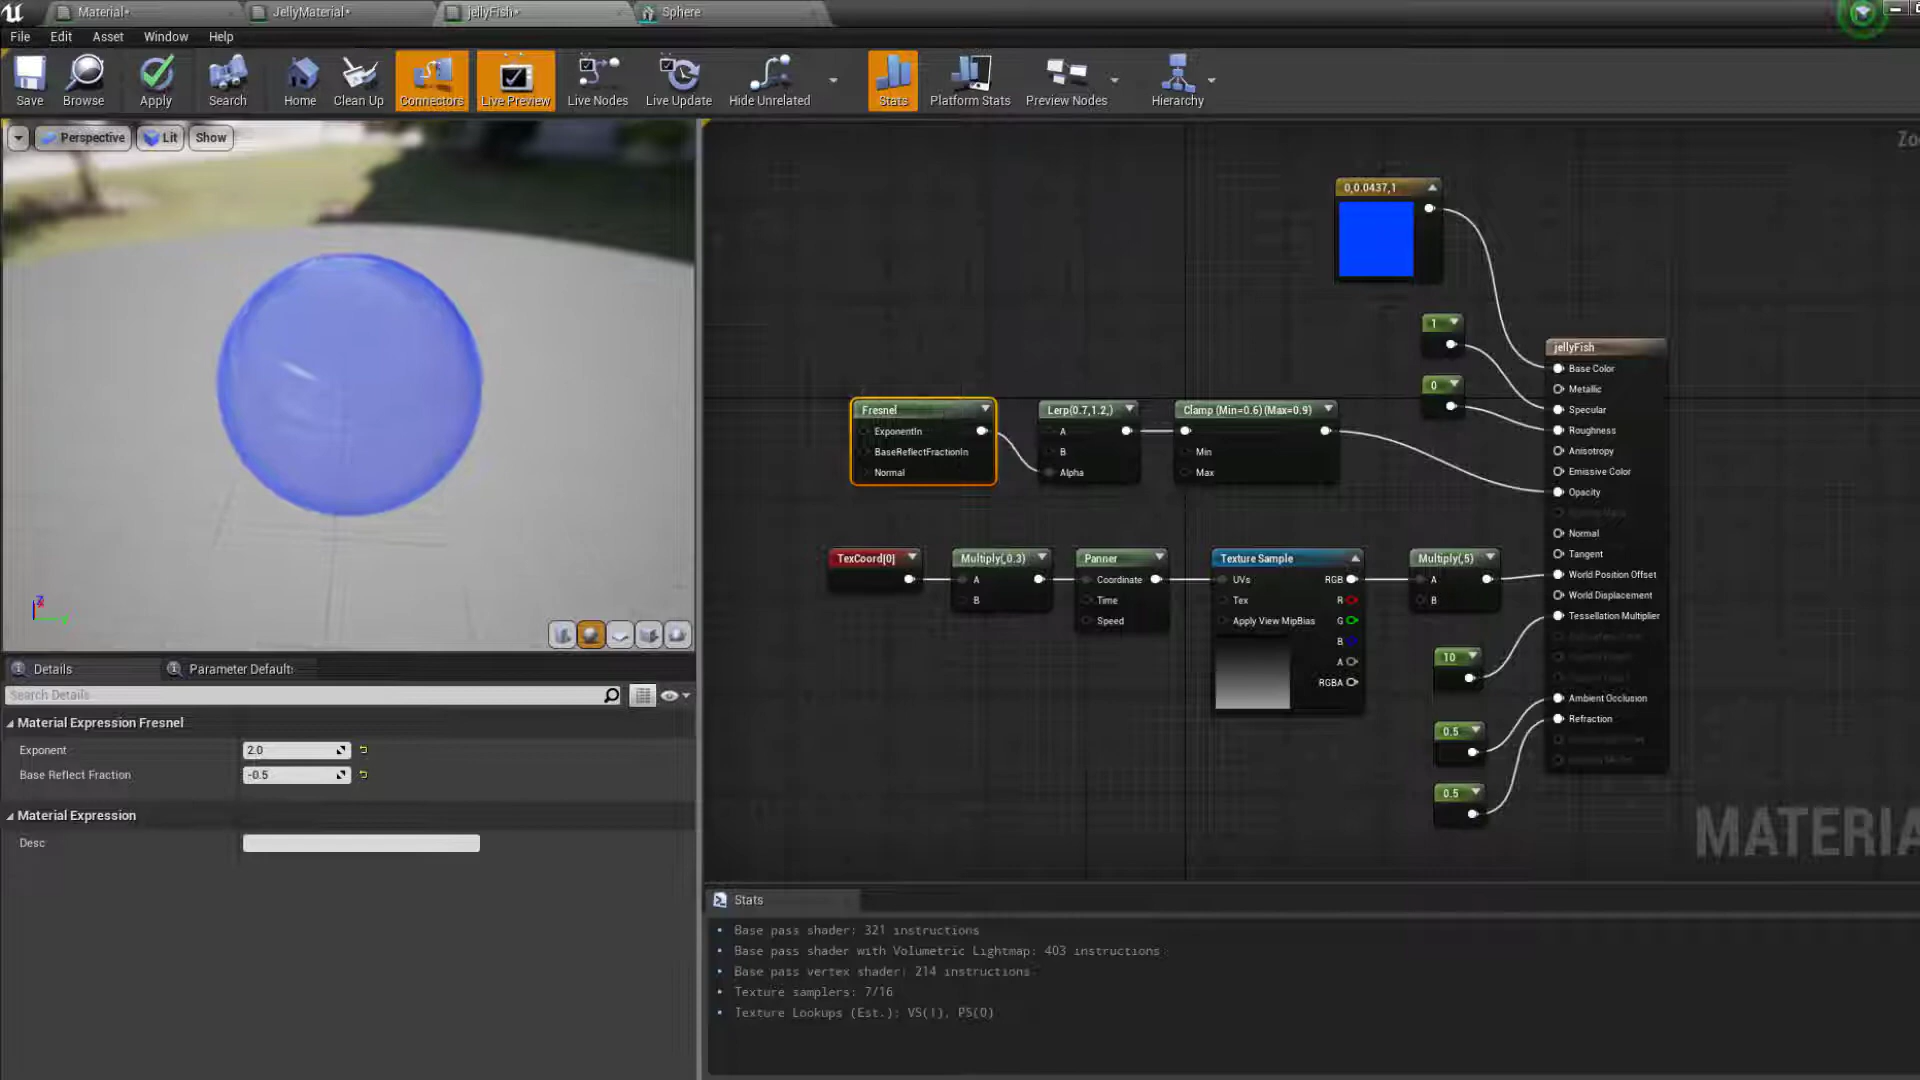 Material*
JellyMaterial*
jellyFish*
Sphere
File Edit Asset Window Help
Save Browse Apply Search Home Clean Up Connectors Live Preview Live Nodes Live Update Hide Unrelated Stats Platform Stats Preview Nodes Hierarchy
Perspective Lit Show
Zo
0,0.0437,1
1
0
jellyFish
Base Color
Metallic
Specular
Roughness
Anisotropy
Emissive Color
Opacity
Normal
Tangent
World Position Offset
World Displacement
Tessellation Multiplier
Ambient Occlusion
Refraction
Fresnel
ExponentIn
BaseReflectFractionIn
Normal
Lerp(0.7,1.2,)
A
B
Alpha
Clamp (Min=0.6) (Max=0.9)
Min
Max
TexCoord[0]
Multiply(,0.3)
A
B
Panner
Coordinate
Time
Speed
Texture Sample
UVs RGB
Tex R
Apply View MipBias G
B
A
RGBA
Multiply(,5)
A
B
10
0.5
0.5
MATERIA
Z
Details
Parameter Default
Search Details
Material Expression Fresnel
Exponent 2.0
Base Reflect Fraction -0.5
Material Expression
Desc
Stats
Base pass shader: 321 instructions
Base pass shader with Volumetric Lightmap: 403 instructions
Base pass vertex shader: 214 instructions
Texture samplers: 7/16
Texture Lookups (Est.): VS(1), PS(0)